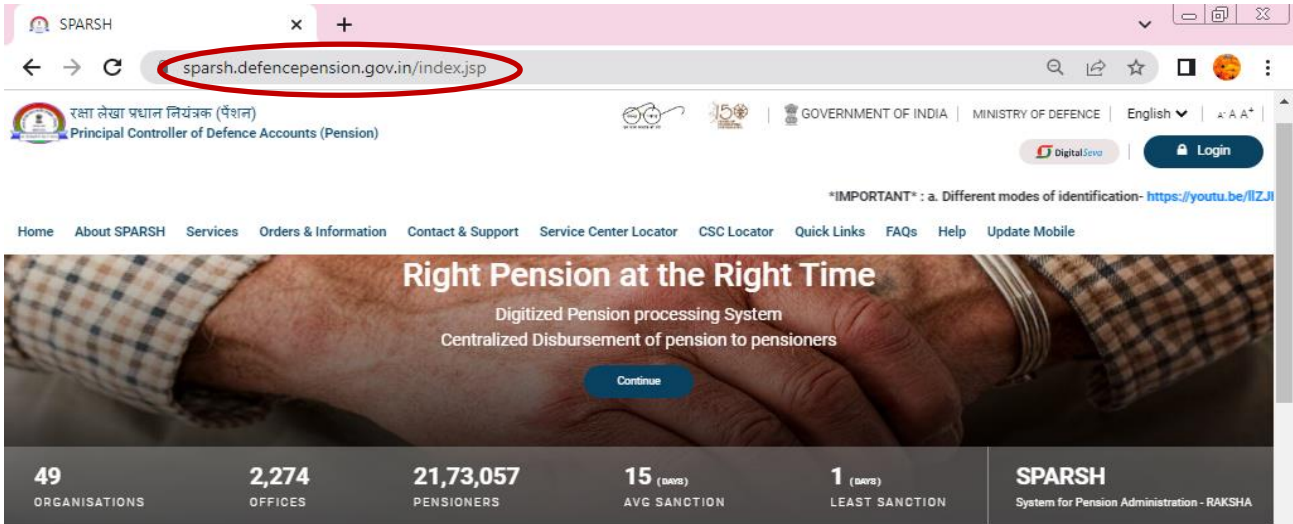 SPARSH
sparsh.defencepension.gov.in/index.jsp
रक्षा लेखा प्रधान नियंत्रक (पेंशन)
Principal Controller of Defence Accounts (Pension)
GOVERNMENT OF INDIA | MINISTRY OF DEFENCE | English | A- A A+ |
DigitalSeva | Login
*IMPORTANT* : a. Different modes of identification- https://youtu.be/
Home About SPARSH Services Orders & Information Contact & Support Service Center Locator CSC Locator Quick Links FAQs Help Update Mobile
Right Pension at the Right Time
Digitized Pension processing System
Centralized Disbursement of pension to pensioners
Continue
49 2,274 21,73,057 15 (DAYS) 1 (DAYS) SPARSH
ORGANISATIONS OFFICES PENSIONERS AVG SANCTION LEAST SANCTION System for Pension Administration - RAKSHA